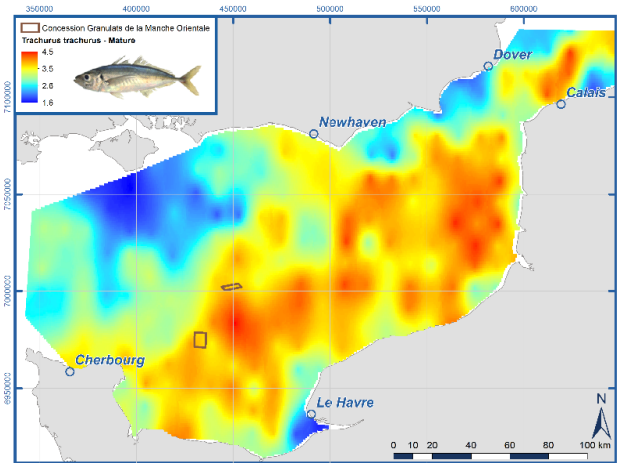 350000 400000 450000 500000 550000 600000
Concession Granulats de la Manche Orientale
Trachurus trachurus - Mature
4.5
3.5
2.6
1.6
Dover
Calais
Newhaven
7100000
7050000
7000000
Cherbourg
6950000
Le Havre
N
0 10 20 40 60 80 100 km